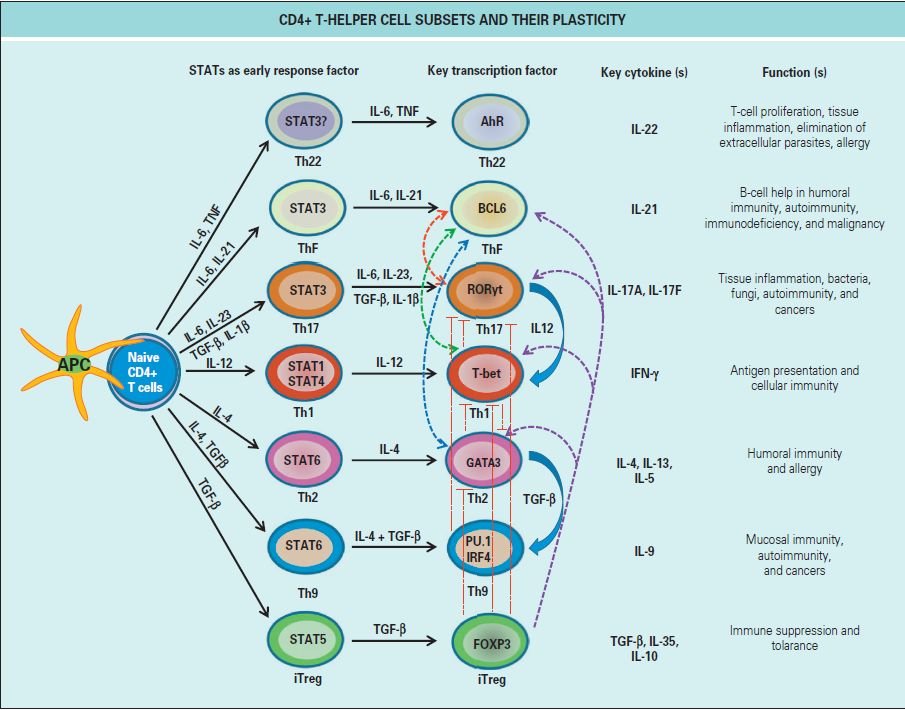 CD4+ T-HELPER CELL SUBSETS AND THEIR PLASTICITY
STATs as early response factor
Key transcription factor
Key cytokine (s)
Function (s)
STAT3?
Th22
IL-6, TNF
AhR
Th22
IL-22
T-cell proliferation, tissue
inflammation, elimination of
extracellular parasites, allergy
IL-6, TNF
STAT3
ThF
IL-6, IL-21
BCL6
ThF
IL-21
B-cell help in humoral
immunity, autoimmunity,
immunodeficiency, and malignancy
IL-6, IL-21
STAT3
Th17
IL-6, IL-23,
TGF-β, IL-1β
RORγt
Th17
IL12
IL-17A, IL-17F
Tissue inflammation, bacteria,
fungi, autoimmunity, and
cancers
IL-6, IL-23
TGF-β, IL-1β
APC
Naive
CD4+
T cells
IL-12
STAT1
STAT4
Th1
IL-12
T-bet
Th1
IFN-γ
Antigen presentation and
cellular immunity
IL-4
STAT6
Th2
IL-4
GATA3
Th2
TGF-β
IL-4, IL-13,
IL-5
Humoral immunity
and allergy
IL-4, TGFβ
STAT6
Th9
IL-4 + TGF-β
PU.1
IRF4
Th9
IL-9
Mucosal immunity,
autoimmunity,
and cancers
TGF-β
STAT5
iTreg
TGF-β
FOXP3
iTreg
TGF-β, IL-35,
IL-10
Immune suppression and
tolarance